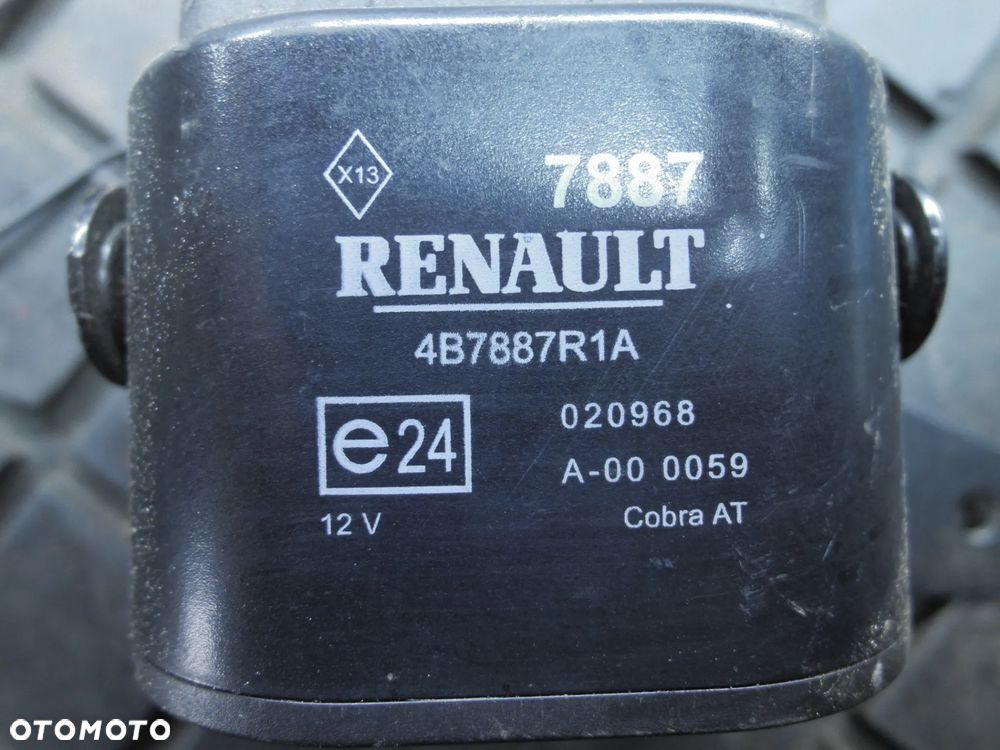 X13
7887
RENAULT
4B7887R1A
e24
020968
A-00 0059
12 V
Cobra AT
OTOMOTO